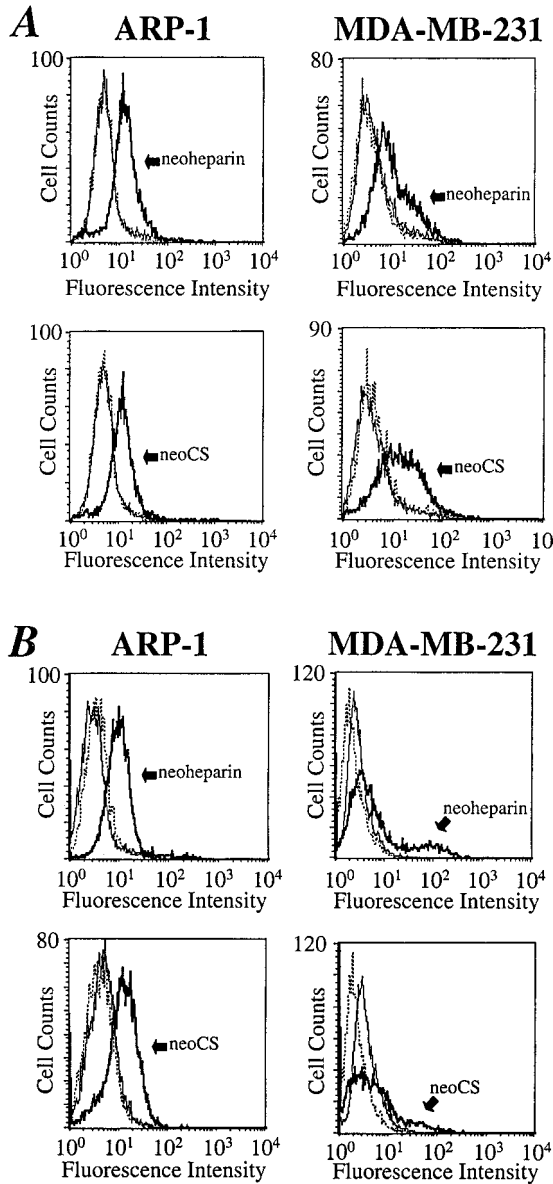 A
ARP-1
MDA-MB-231
100
Cell Counts
neoheparin
10⁰ 10¹ 10² 10³ 10⁴
Fluorescence Intensity
80
Cell Counts
neoheparin
10⁰ 10¹ 10² 10³ 10⁴
Fluorescence Intensity
100
Cell Counts
neoCS
10⁰ 10¹ 10² 10³ 10⁴
Fluorescence Intensity
90
Cell Counts
neoCS
10⁰ 10¹ 10² 10³ 10
Fluorescence Intensity
B
ARP-1
MDA-MB-231
100
Cell Counts
neoheparin
10⁰ 10¹ 10² 10³ 10⁴
Fluorescence Intensity
120
Cell Counts
neoheparin
10⁰ 10¹ 10² 10³ 10⁴
Fluorescence Intensity
80
Cell Counts
neoCS
10⁰ 10¹ 10² 10³ 10⁴
Fluorescence Intensity
120
Cell Counts
neoCS
10⁰ 10¹ 10² 10³ 10⁴
Fluorescence Intensity